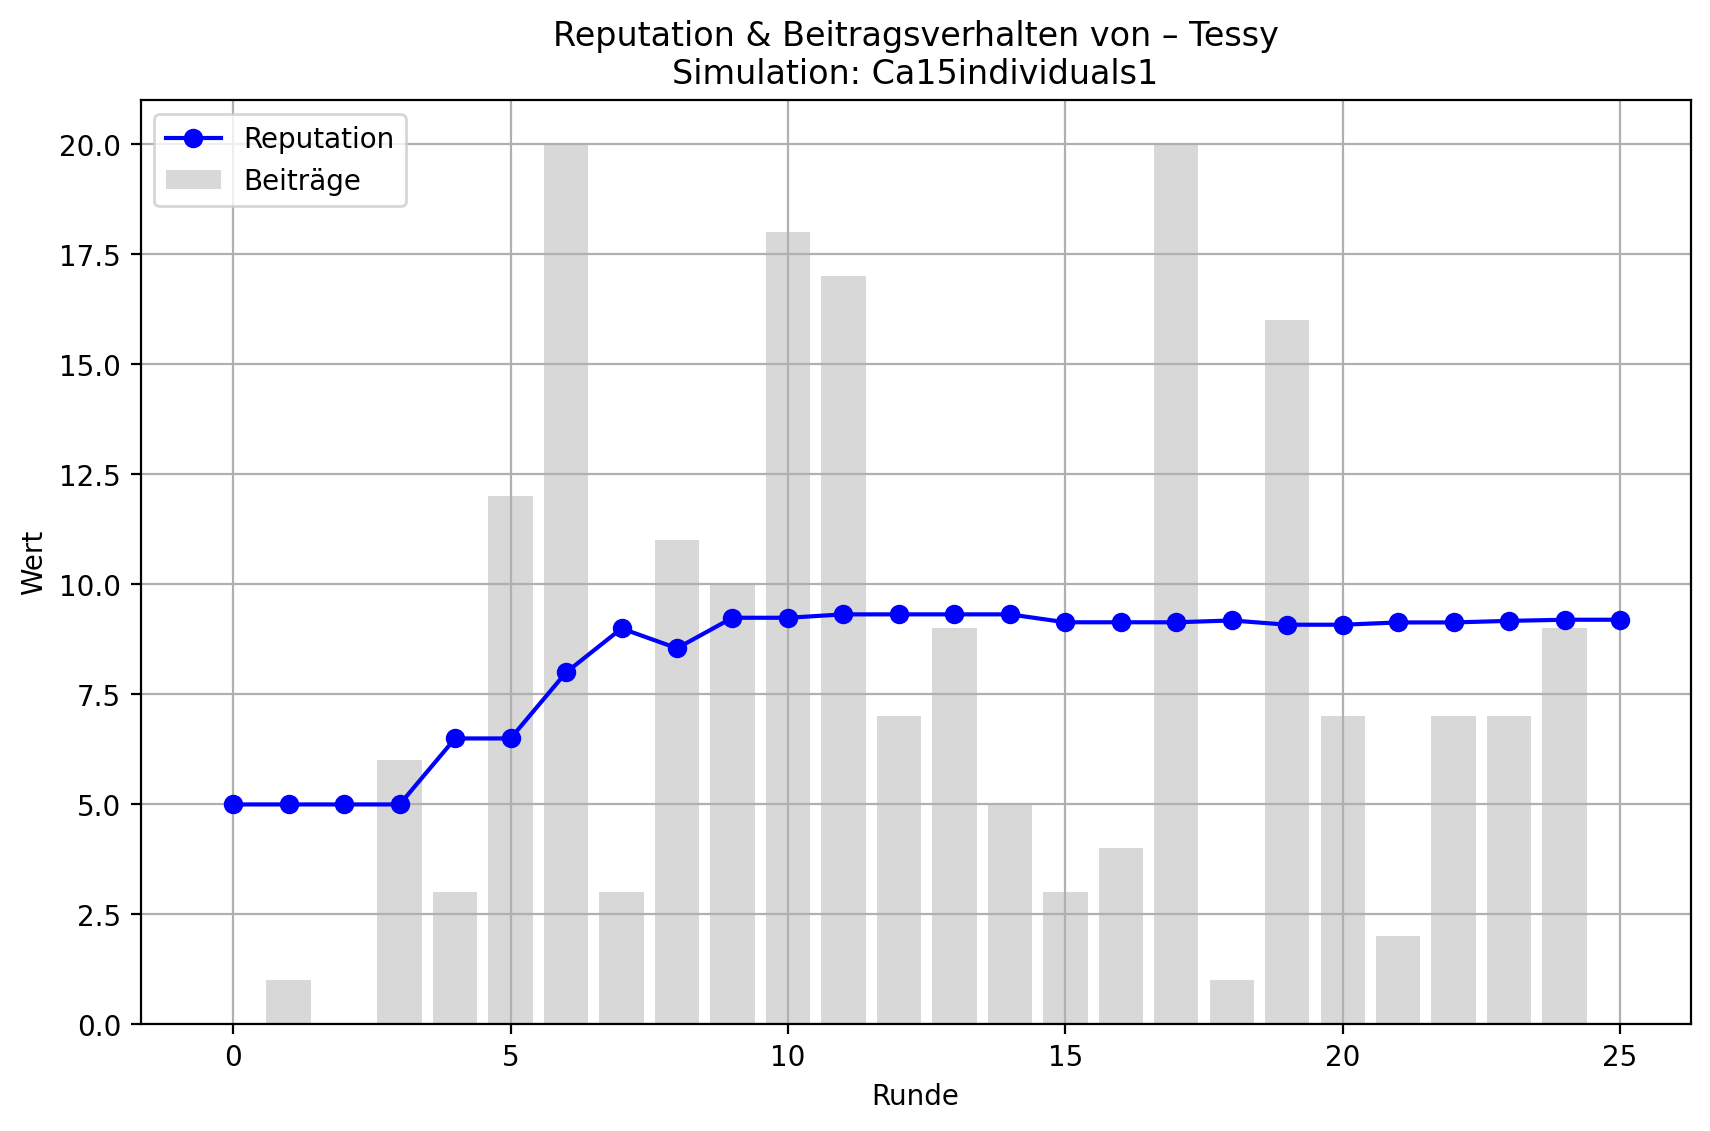 Reputation & Beitragsverhalten von – Tessy
Simulation: Ca15individuals1
Reputation
Beiträge
20.0
17.5
15.0
12.5
10.0
7.5
5.0
2.5
0.0
Wert
0 5 10 15 20 25
Runde